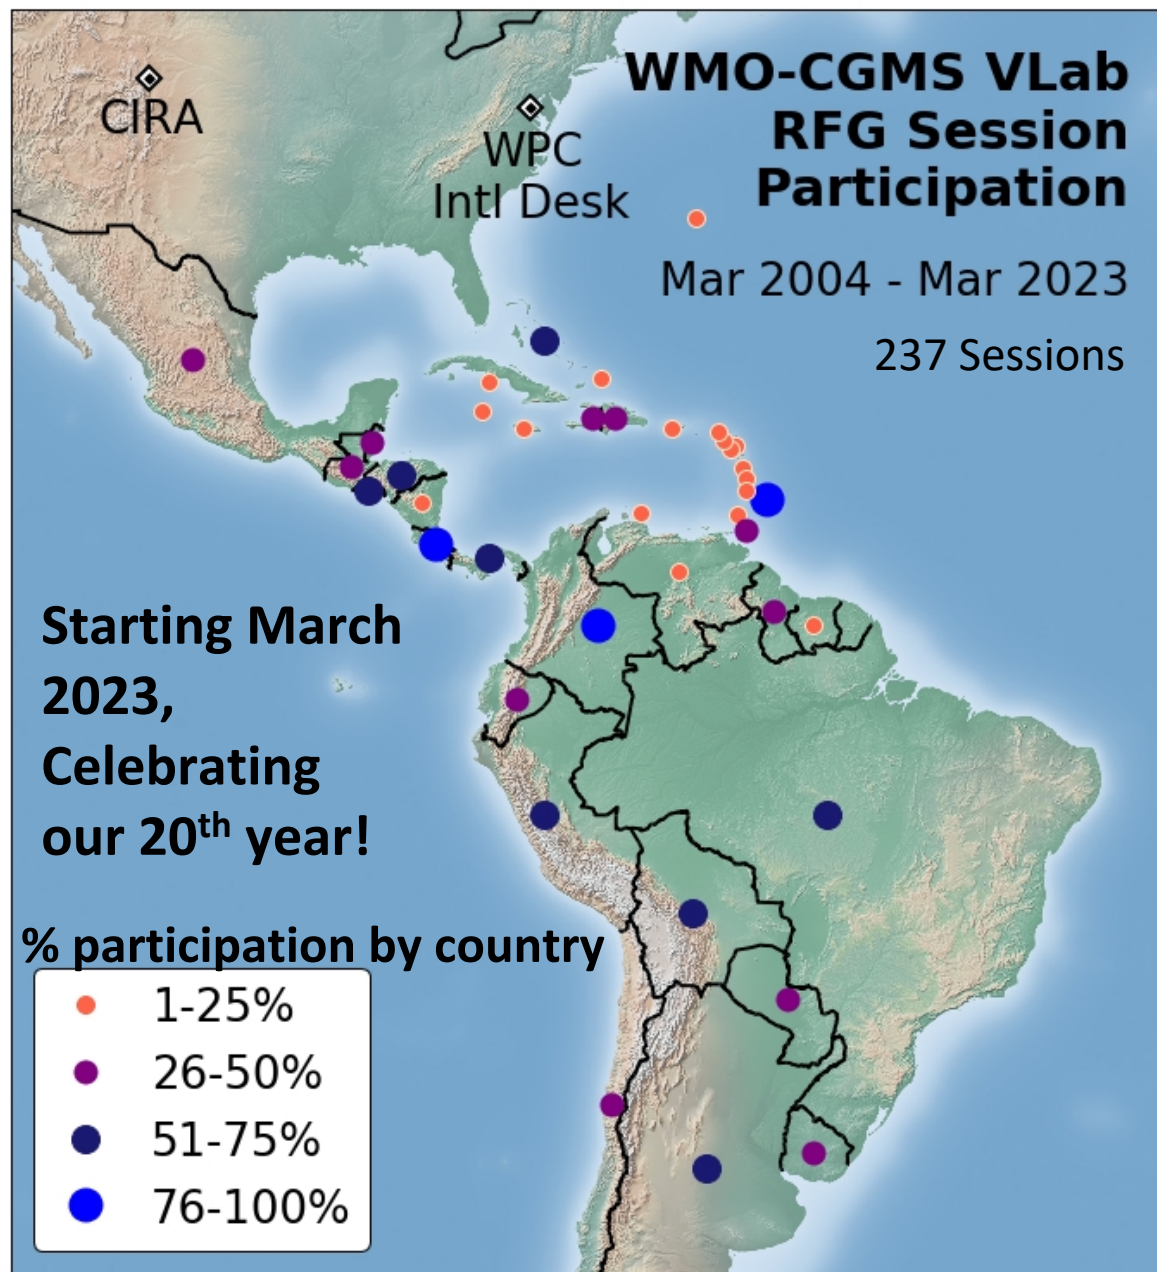 WMO-CGMS VLab
RFG Session
Participation
CIRA
WPC
Intl Desk
Mar 2004 - Mar 2023
237 Sessions
Starting March
2023,
Celebrating
our 20th year!
% participation by country
1-25%
26-50%
51-75%
76-100%